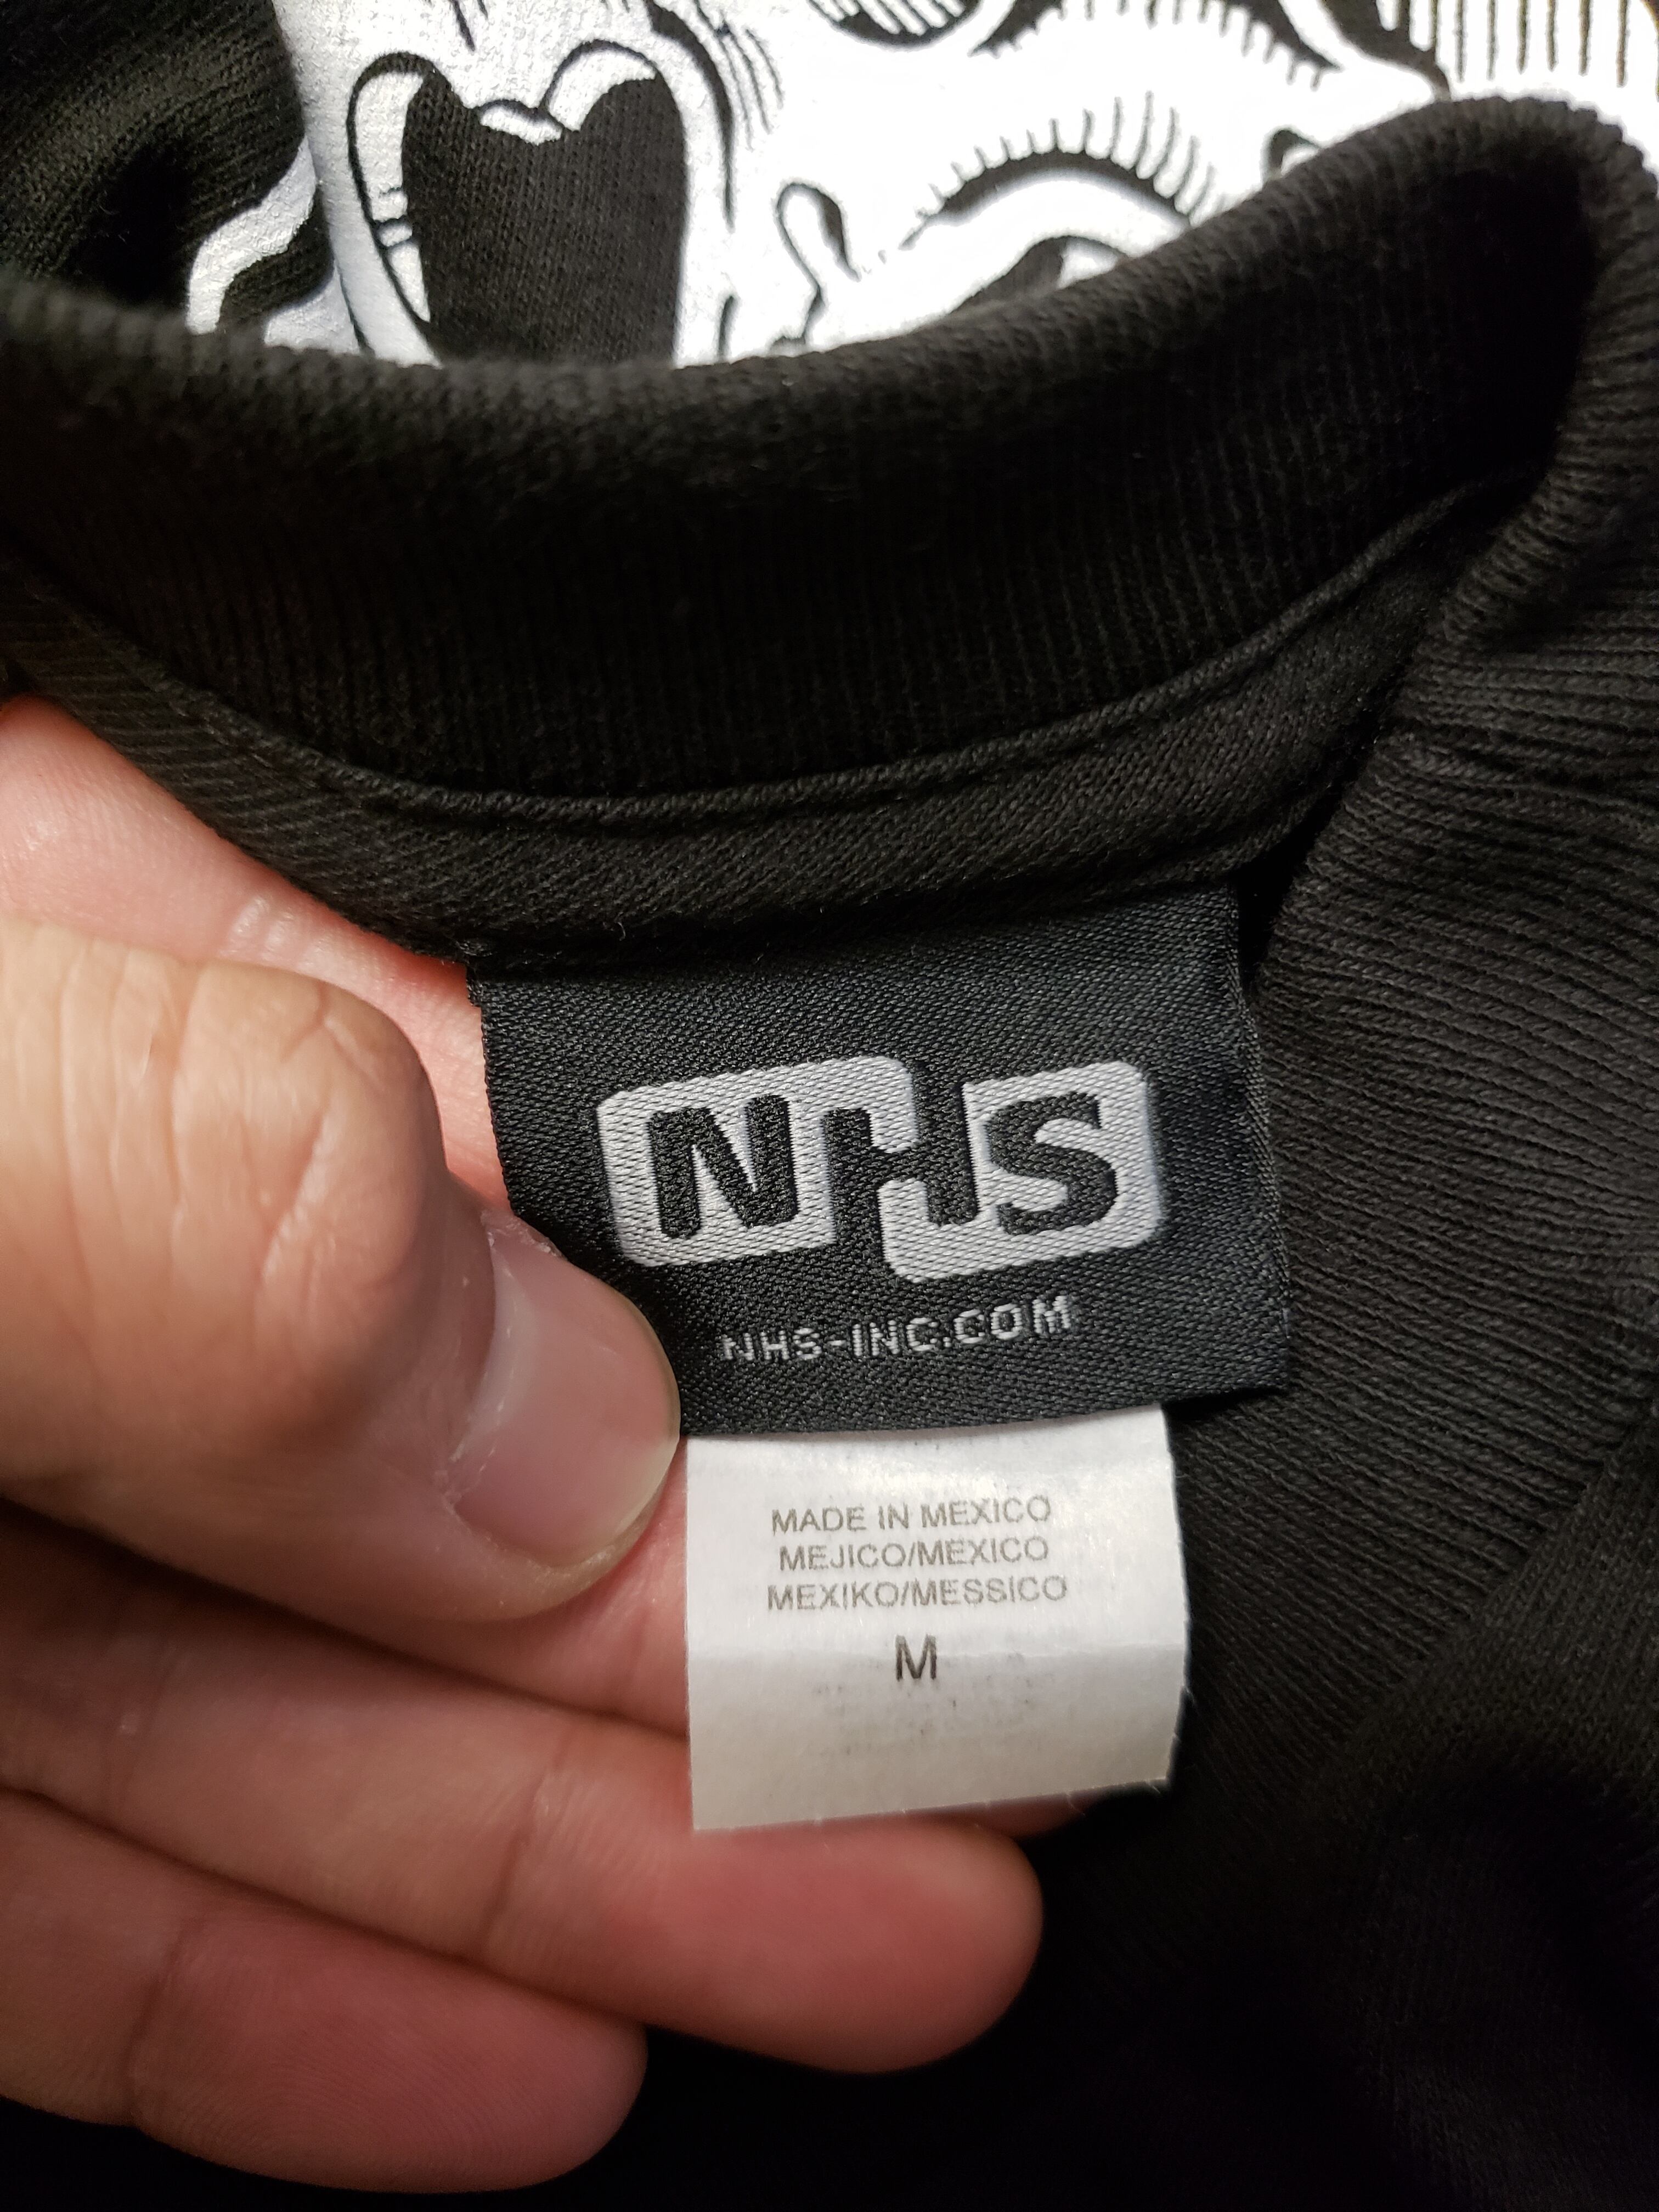 NHS
NHS-INC.COM
MADE IN MEXICO
MEJICO/MEXICO
MEXIKO/MESSICO
M